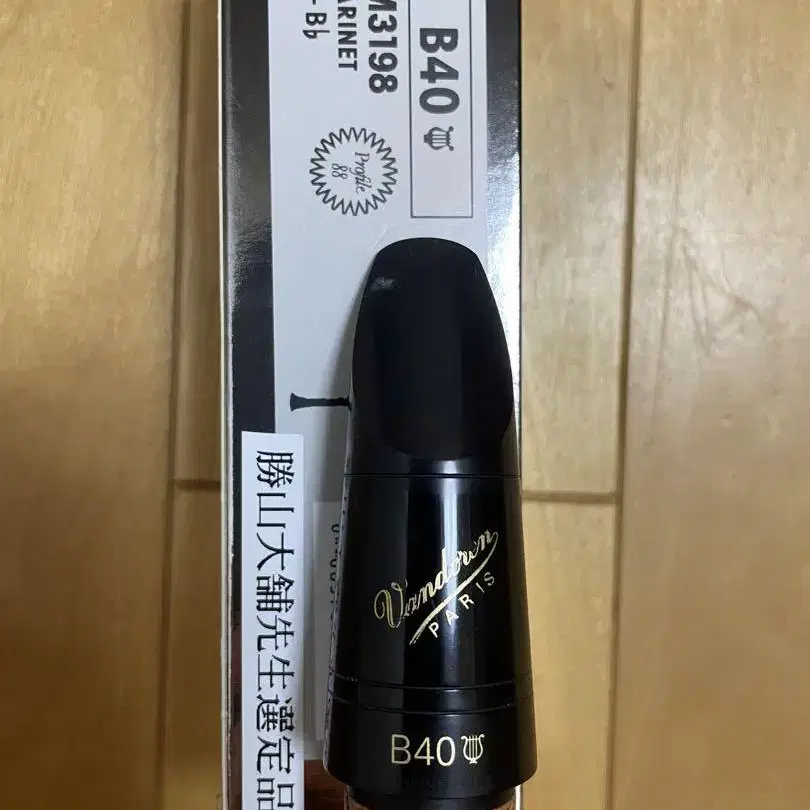 B40
M3198
ARINET
-B♭
Profile
88
勝山大舗先生選定品
Vandoren
PARIS
B40